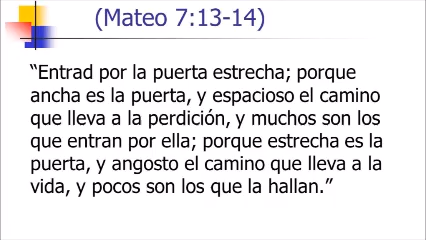 (Mateo 7:13-14)
“Entrad por la puerta estrecha; porque
ancha es la puerta, y espacioso el camino
que lleva a la perdición, y muchos son los
que entran por ella; porque estrecha es la
puerta, y angosto el camino que lleva a la
vida, y pocos son los que la hallan.”